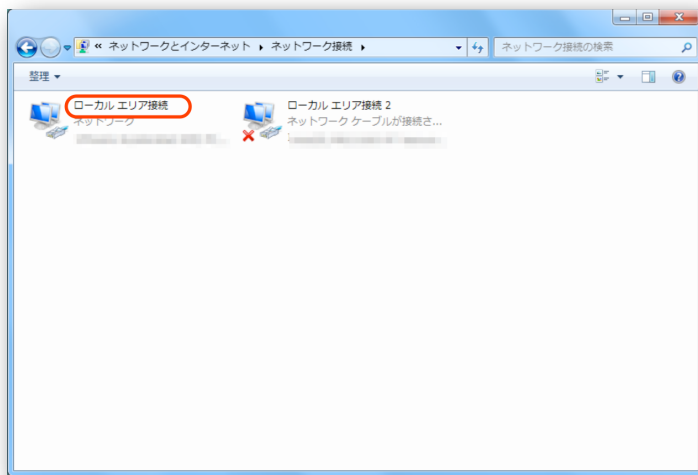 « ネットワークとインターネット ▸ ネットワーク接続 ▸
ネットワーク接続の検索
整理 ▾
ローカル エリア接続
ネットワーク
ローカル エリア接続 2
ネットワーク ケーブルが接続さ...